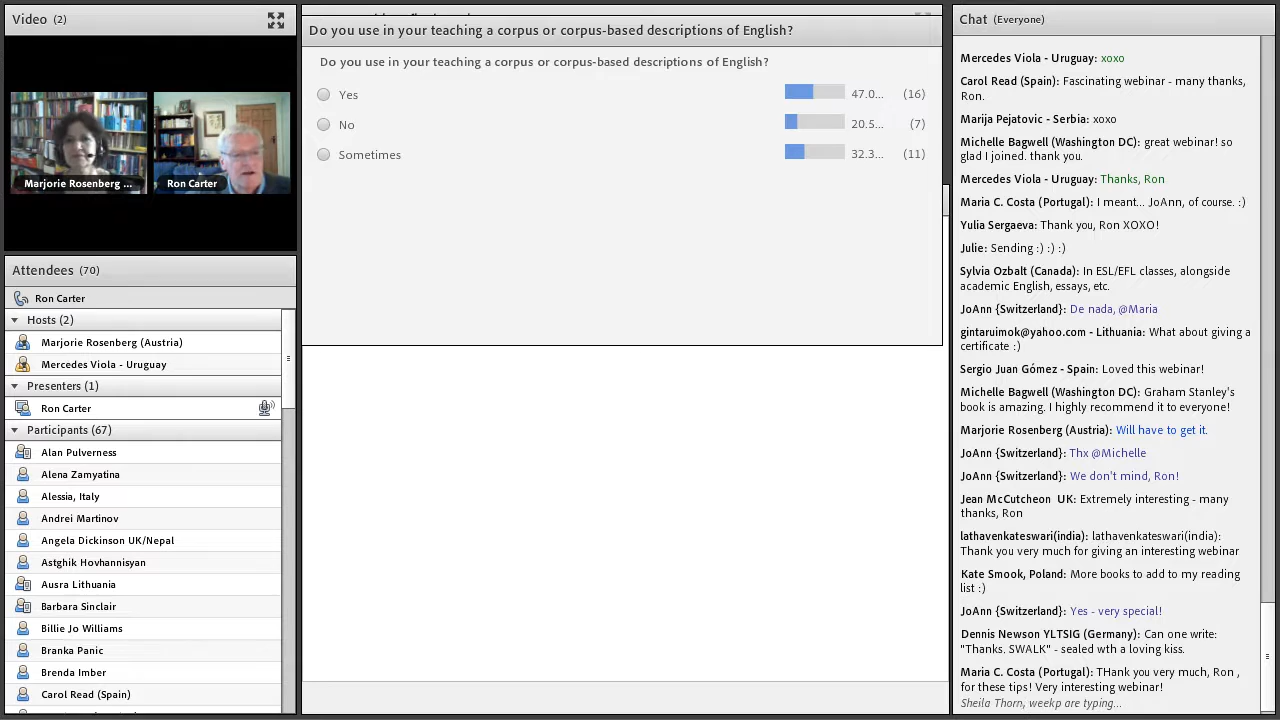 Video (2)
Marjorie Rosenberg ...
Ron Carter
Attendees (70)
Ron Carter
Hosts (2)
Marjorie Rosenberg (Austria)
Mercedes Viola - Uruguay
Presenters (1)
Ron Carter
Participants (67)
Alan Pulverness
Alena Zamyatina
Alessia, Italy
Andrei Martinov
Angela Dickinson UK/Nepal
Astghik Hovhannisyan
Ausra Lithuania
Barbara Sinclair
Billie Jo Williams
Branka Panic
Brenda Imber
Carol Read (Spain)
Do you use in your teaching a corpus or corpus-based descriptions of English?
Do you use in your teaching a corpus or corpus-based descriptions of English?
Yes 47.0... (16)
No 20.5... (7)
Sometimes 32.3... (11)
Chat (Everyone)
Mercedes Viola - Uruguay: xoxo
Carol Read (Spain): Fascinating webinar - many thanks,
Ron.
Marija Pejatovic - Serbia: xoxo
Michelle Bagwell (Washington DC): great webinar! so
glad I joined. thank you.
Mercedes Viola - Uruguay: Thanks, Ron
Maria C. Costa (Portugal): I meant... JoAnn, of course. :)
Yulia Sergaeva: Thank you, Ron XOXO!
Julie: Sending :) :) :)
Sylvia Ozbalt (Canada): In ESL/EFL classes, alongside
academic English, essays, etc.
JoAnn {Switzerland}: De nada, @Maria
gintaruimok@yahoo.com - Lithuania: What about giving a
certificate :)
Sergio Juan Gómez - Spain: Loved this webinar!
Michelle Bagwell (Washington DC): Graham Stanley's
book is amazing. I highly recommend it to everyone!
Marjorie Rosenberg (Austria): Will have to get it.
JoAnn {Switzerland}: Thx @Michelle
JoAnn {Switzerland}: We don't mind, Ron!
Jean McCutcheon UK: Extremely interesting - many
thanks, Ron
lathavenkateswari(india): lathavenkateswari(india):
Thank you very much for giving an interesting webinar
Kate Smook, Poland: More books to add to my reading
list :)
JoAnn {Switzerland}: Yes - very special!
Dennis Newson YLTSIG (Germany): Can one write:
"Thanks. SWALK" - sealed wth a loving kiss.
Maria C. Costa (Portugal): THank you very much, Ron ,
for these tips! Very interesting webinar!
Sheila Thorn, weekp are typing...